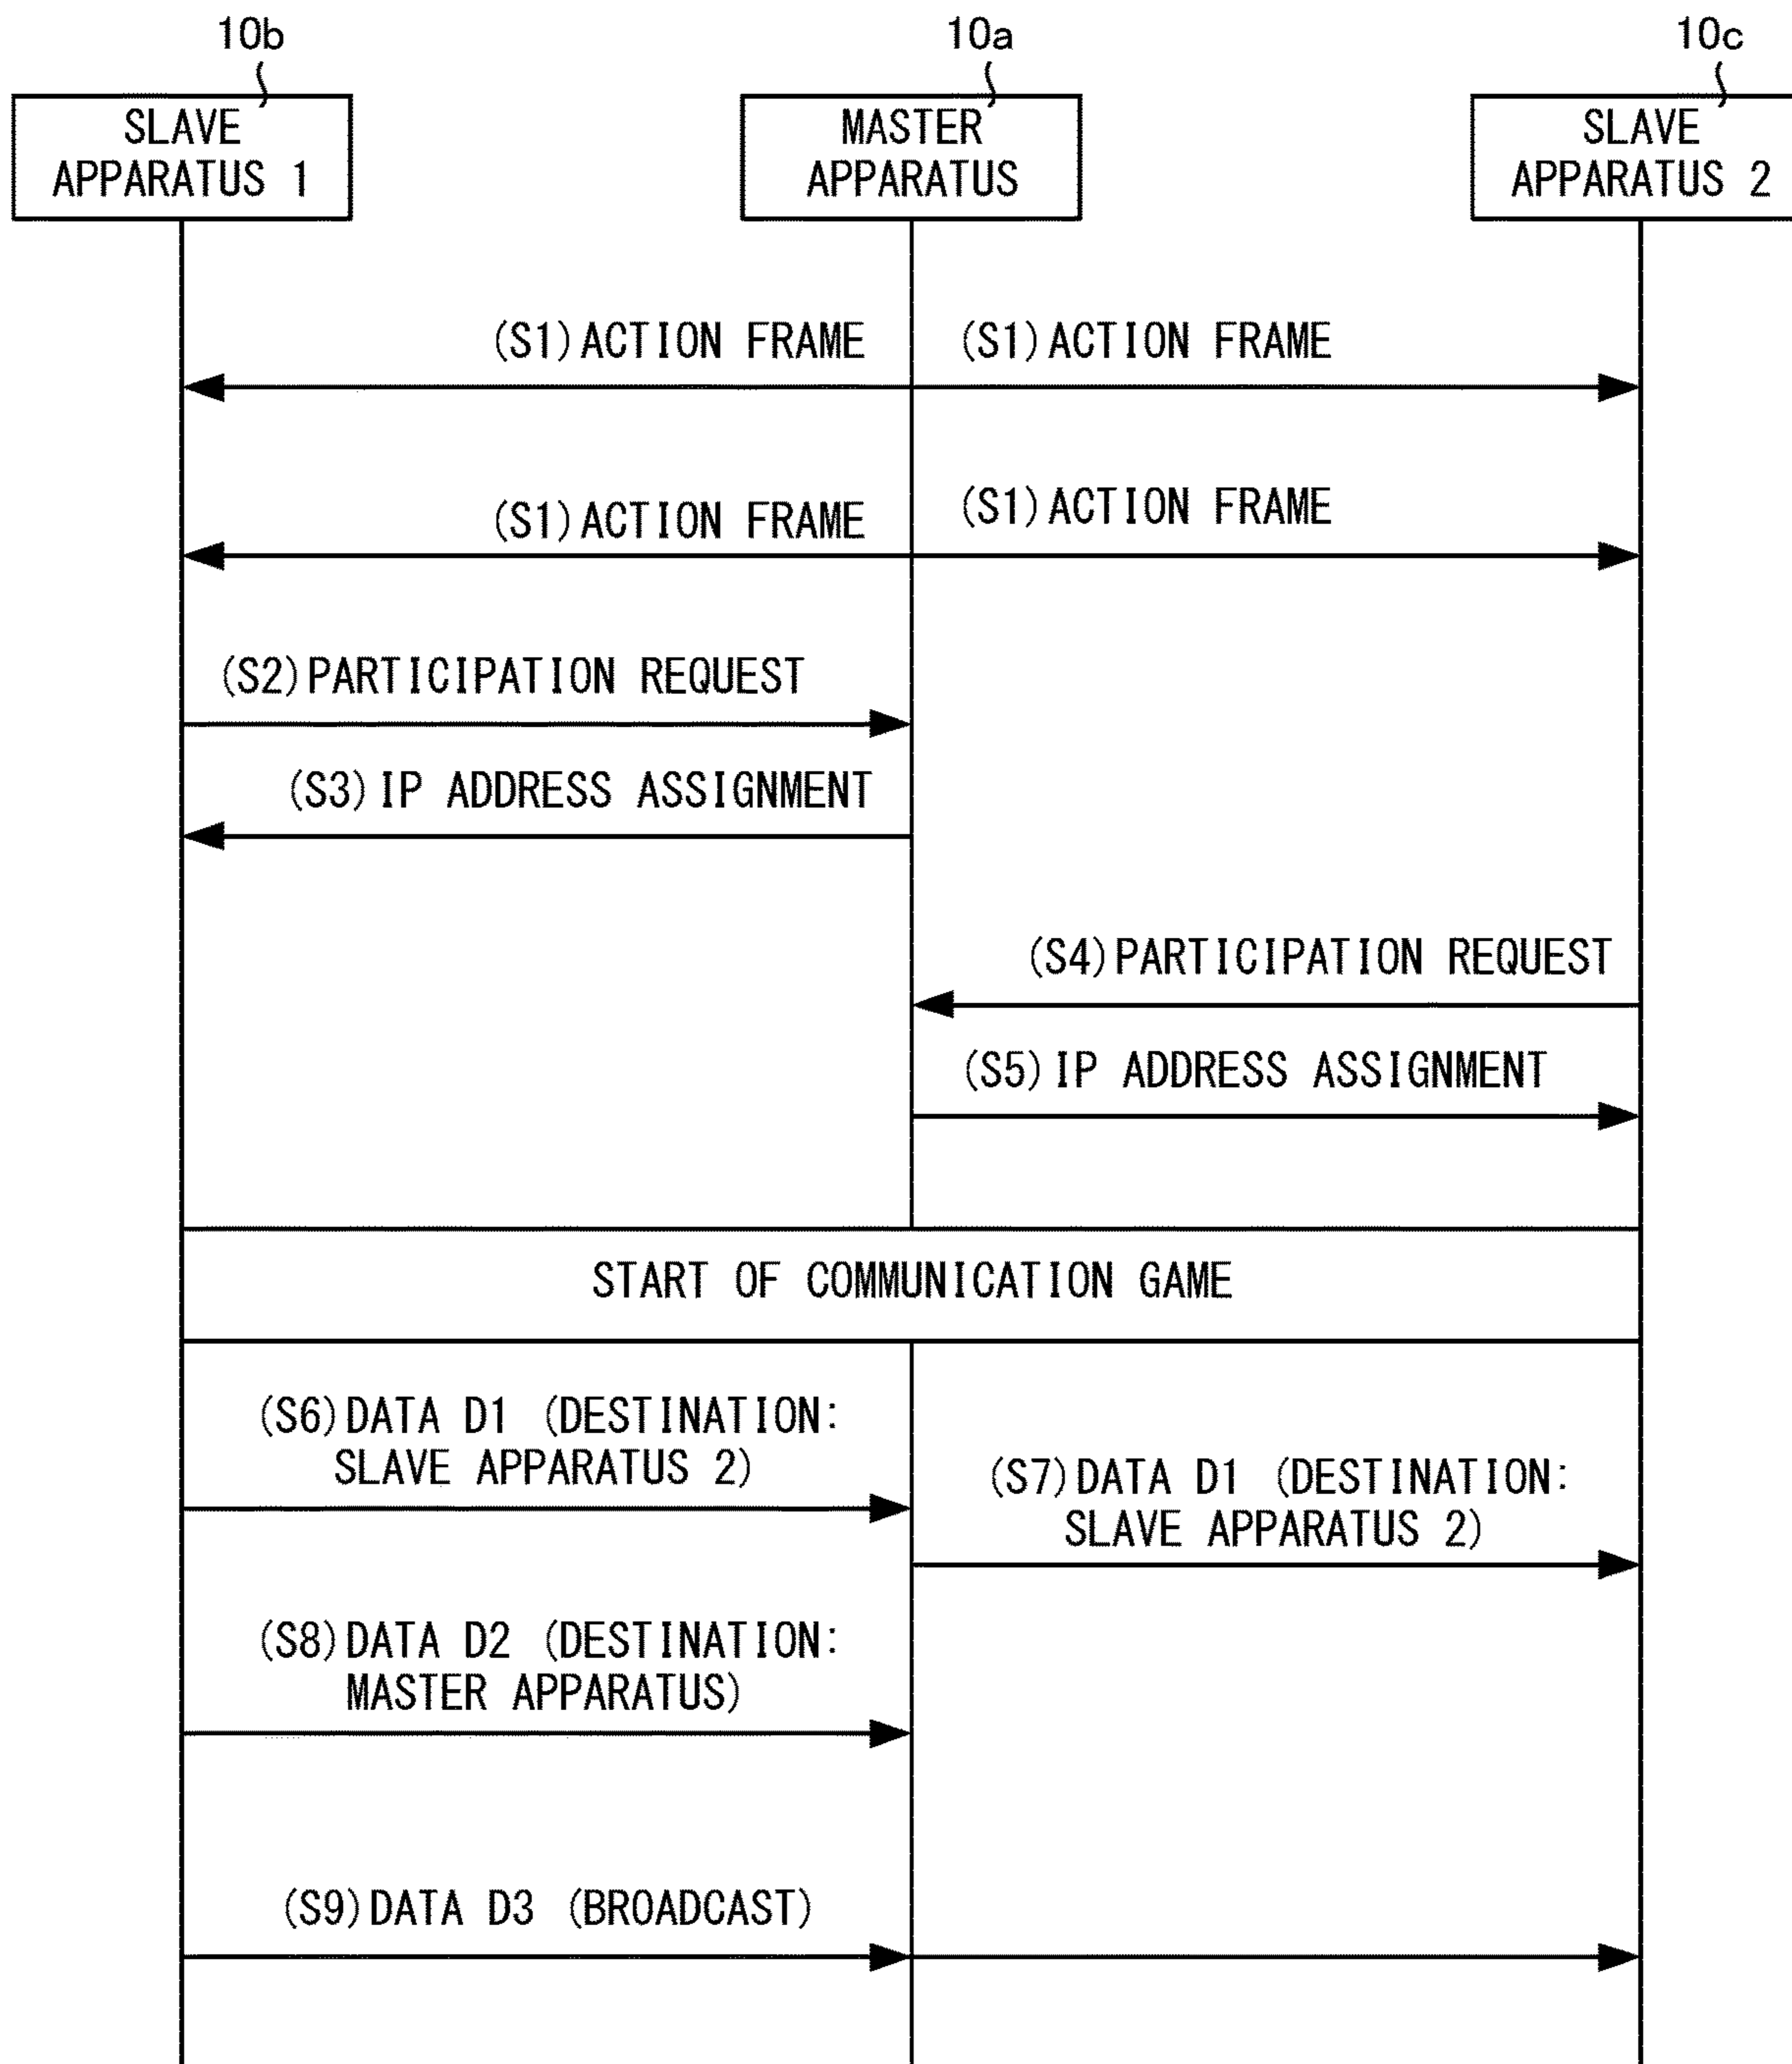 10b
10a
10c
SLAVE
APPARATUS 1
MASTER
APPARATUS
SLAVE
APPARATUS 2
(S1) ACTION FRAME
(S1) ACTION FRAME
(S1) ACTION FRAME
(S1) ACTION FRAME
(S2) PARTICIPATION REQUEST
(S3) IP ADDRESS ASSIGNMENT
(S4) PARTICIPATION REQUEST
(S5) IP ADDRESS ASSIGNMENT
START OF COMMUNICATION GAME
(S6) DATA D1 (DESTINATION:
SLAVE APPARATUS 2)
(S7) DATA D1 (DESTINATION:
SLAVE APPARATUS 2)
(S8) DATA D2 (DESTINATION:
MASTER APPARATUS)
(S9) DATA D3 (BROADCAST)